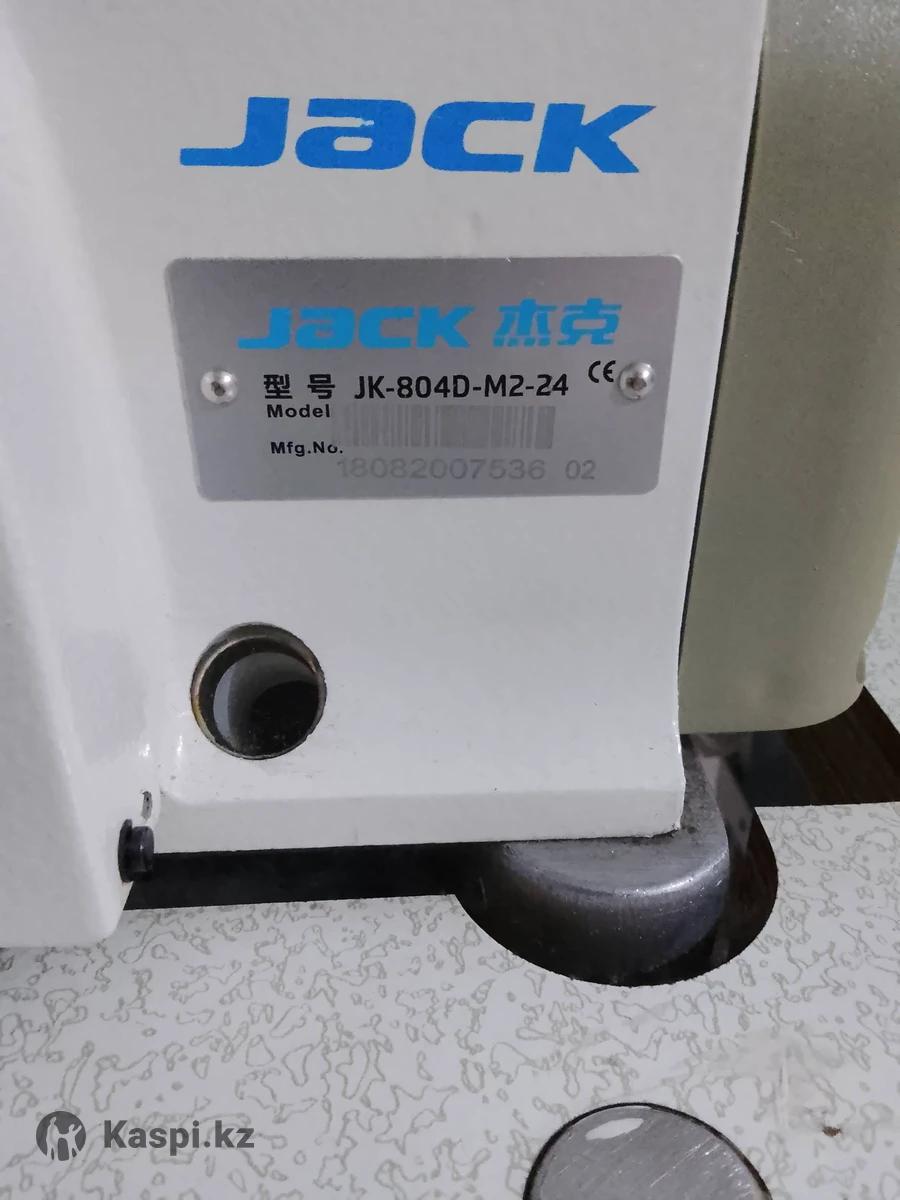 JACK
JACK 杰克
型号 JK-804D-M2-24 CE
Model
Mfg.No.
18082007536 02
Kaspi.kz